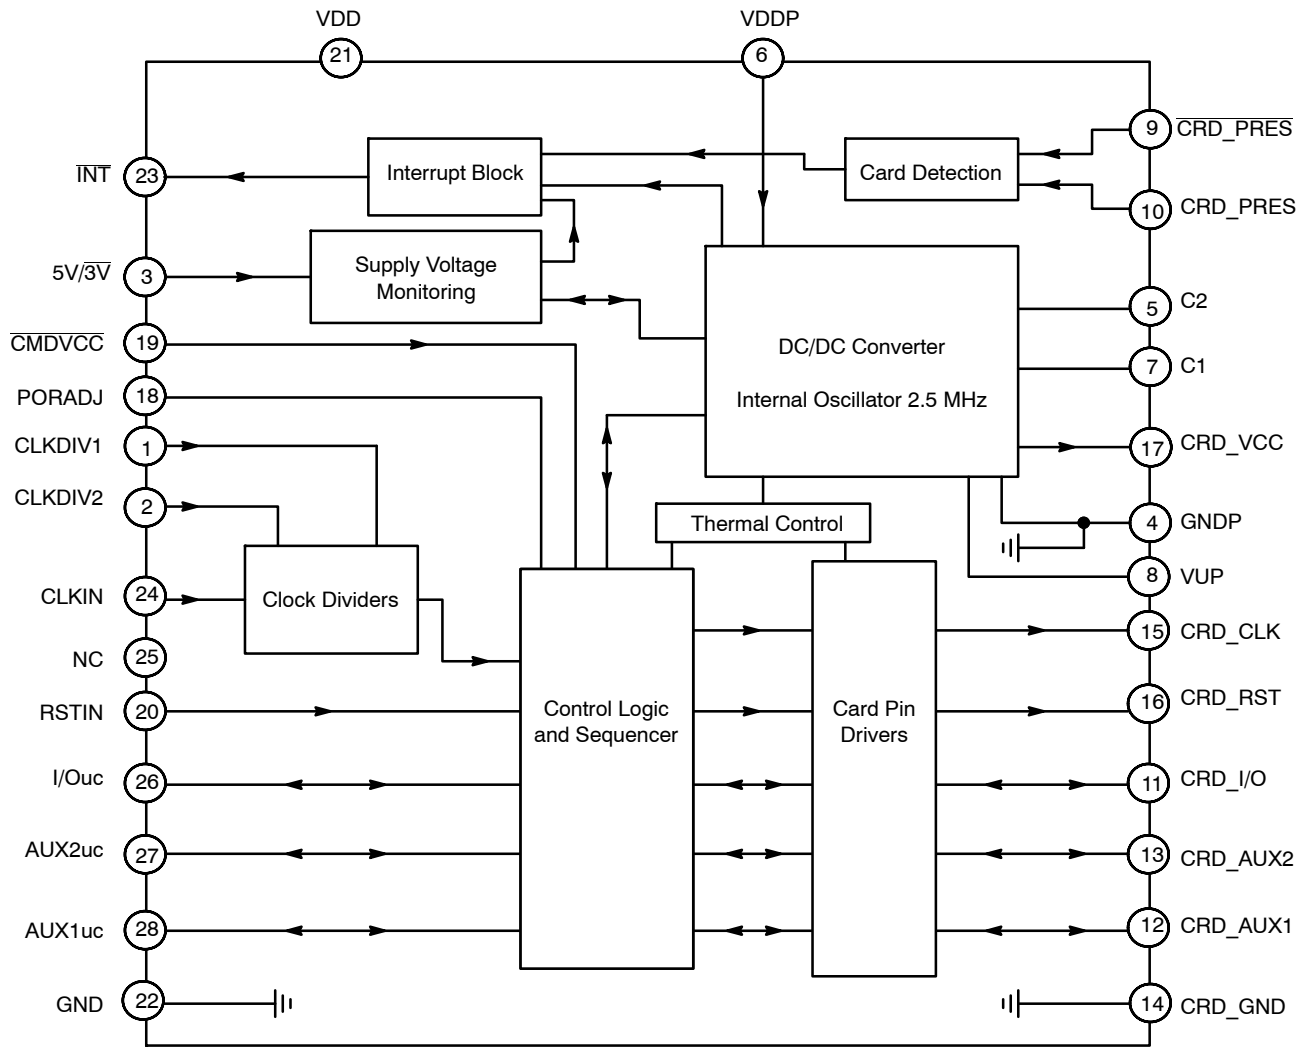 VDD
VDDP
21
6
9
C̅R̅D̅_̅P̅R̅E̅S̅
I̅N̅T̅
23
Interrupt Block
Card Detection
10
CRD_PRES
5V/3̅V̅
3
Supply Voltage
Monitoring
5
C2
C̅M̅D̅V̅C̅C̅
19
DC/DC Converter
Internal Oscillator 2.5 MHz
7
C1
PORADJ
18
CLKDIV1
1
17
CRD_VCC
CLKDIV2
2
Thermal Control
4
GNDP
8
VUP
CLKIN
24
Clock Dividers
15
CRD_CLK
NC
25
RSTIN
20
Control Logic
and Sequencer
Card Pin
Drivers
16
CRD_RST
I/Ouc
26
11
CRD_I/O
AUX2uc
27
13
CRD_AUX2
AUX1uc
28
12
CRD_AUX1
GND
22
14
CRD_GND